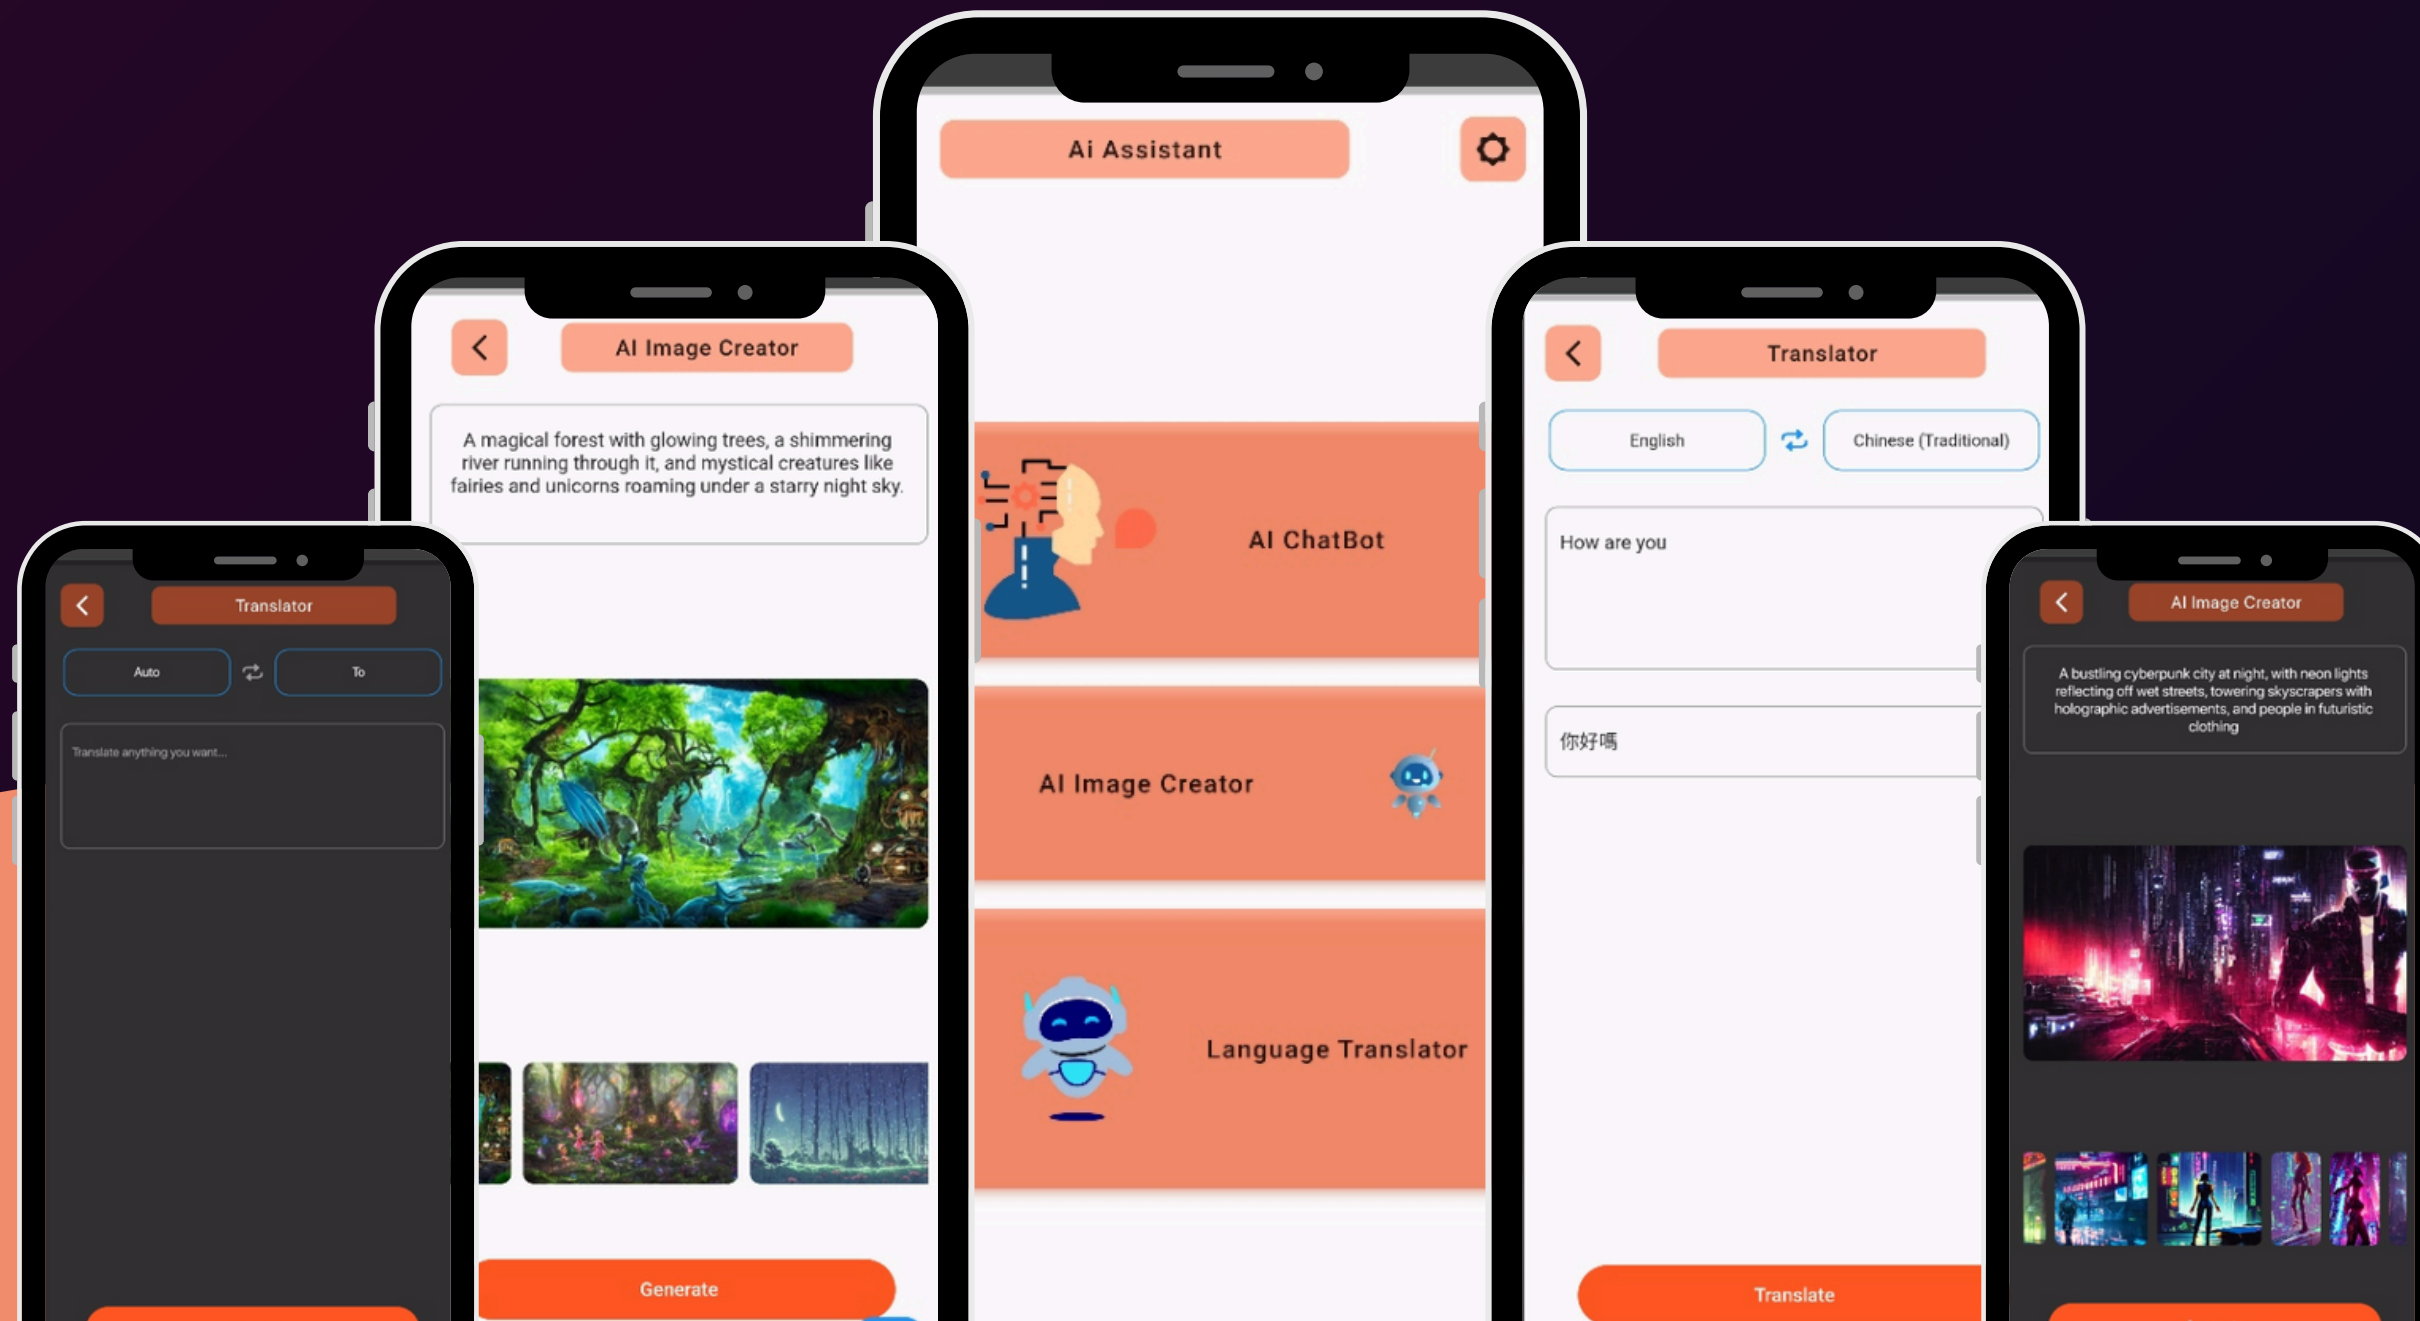 Ai Assistant
AI ChatBot
AI Image Creator
Language Translator
AI Image Creator
A magical forest with glowing trees, a shimmering
river running through it, and mystical creatures like
fairies and unicorns roaming under a starry night sky.
Generate
Translator
English
Chinese (Traditional)
How are you
你好嗎
Translate
Translator
Auto
To
Translate anything you want...
AI Image Creator
A bustling cyberpunk city at night, with neon lights
reflecting off wet streets, towering skyscrapers with
holographic advertisements, and people in futuristic
clothing